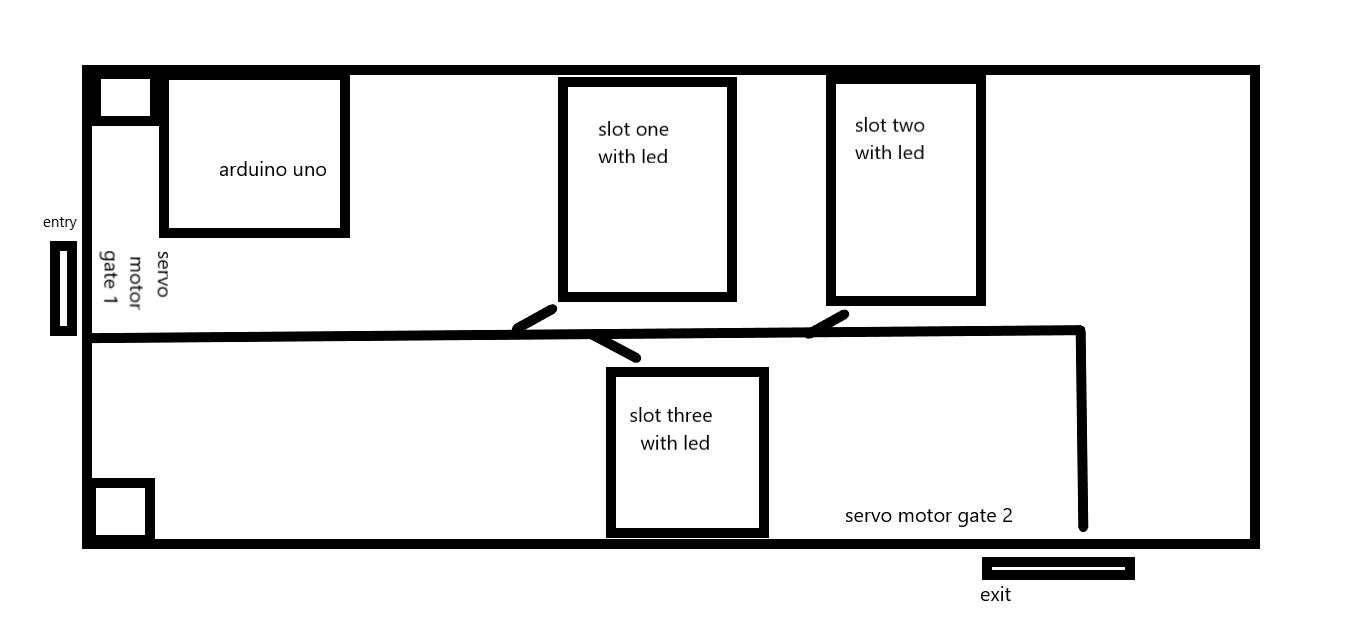 arduino uno
slot one
with led
slot two
with led
entry
servo
motor
gate 1
slot three
with led
servo motor gate 2
exit